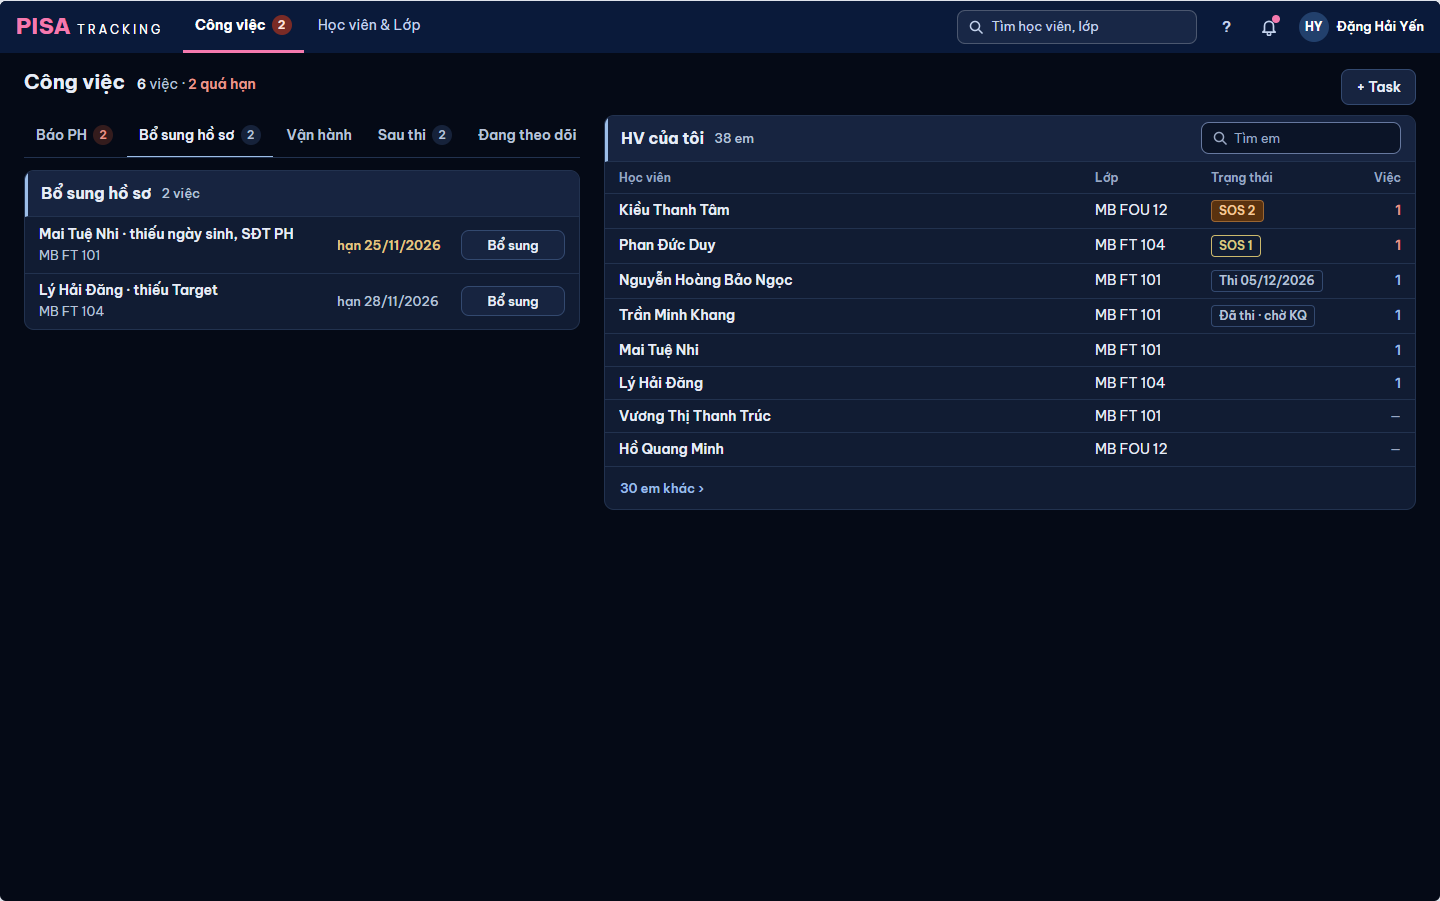 PISA TRACKING Công việc 2 Học viên & Lớp Tìm học viên, lớp ? HY Đặng Hải Yến
Công việc 6 việc · 2 quá hạn + Task
Báo PH 2 Bổ sung hồ sơ 2 Vận hành Sau thi 2 Đang theo dõi
Bổ sung hồ sơ 2 việc
Mai Tuệ Nhi · thiếu ngày sinh, SĐT PH
MB FT 101
hạn 25/11/2026 Bổ sung
Lý Hải Đăng · thiếu Target
MB FT 104
hạn 28/11/2026 Bổ sung
HV của tôi 38 em Tìm em
Học viên Lớp Trạng thái Việc
Kiều Thanh Tâm MB FOU 12 SOS 2 1
Phan Đức Duy MB FT 104 SOS 1 1
Nguyễn Hoàng Bảo Ngọc MB FT 101 Thi 05/12/2026 1
Trần Minh Khang MB FT 101 Đã thi · chờ KQ 1
Mai Tuệ Nhi MB FT 101 1
Lý Hải Đăng MB FT 104 1
Vương Thị Thanh Trúc MB FT 101 –
Hồ Quang Minh MB FOU 12 –
30 em khác ›